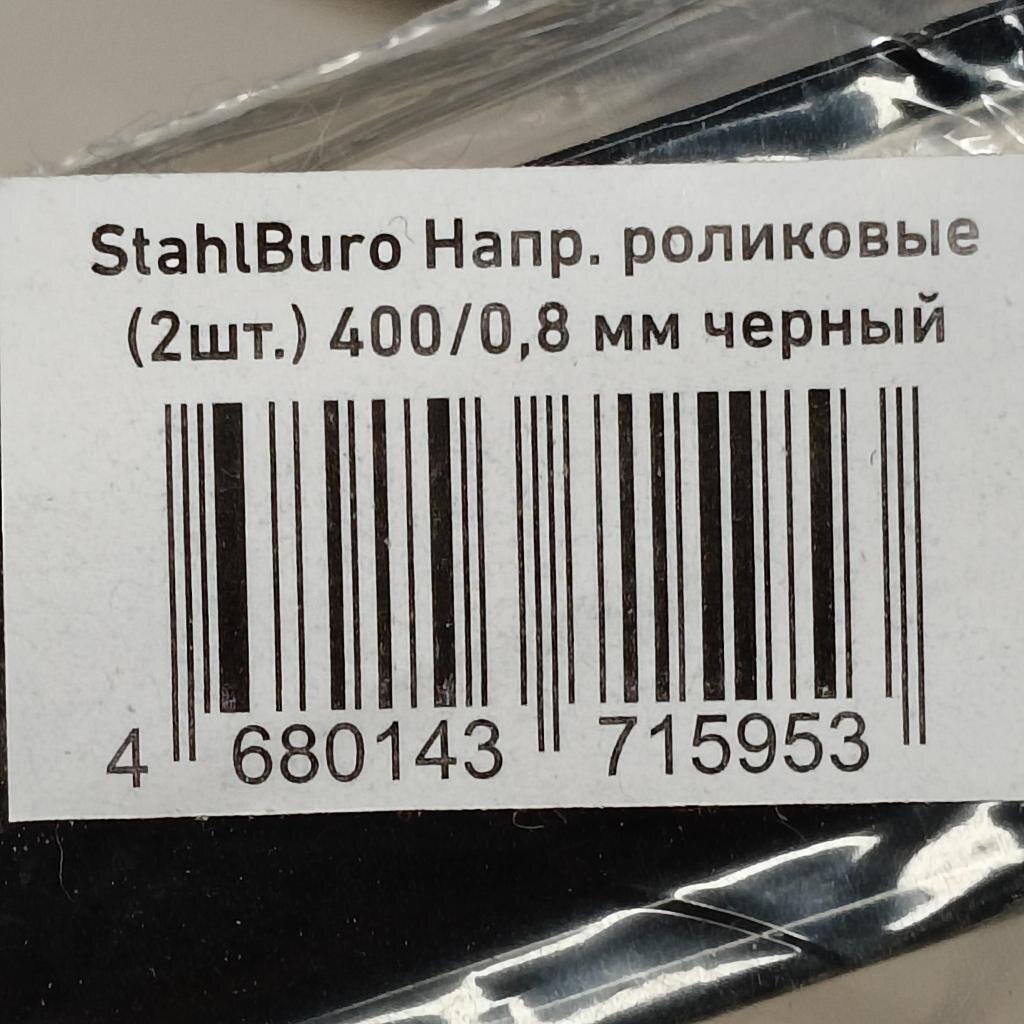 StahlBuro Напр. роликовые
(2шт.) 400/0,8 мм черный
4 680143 715953